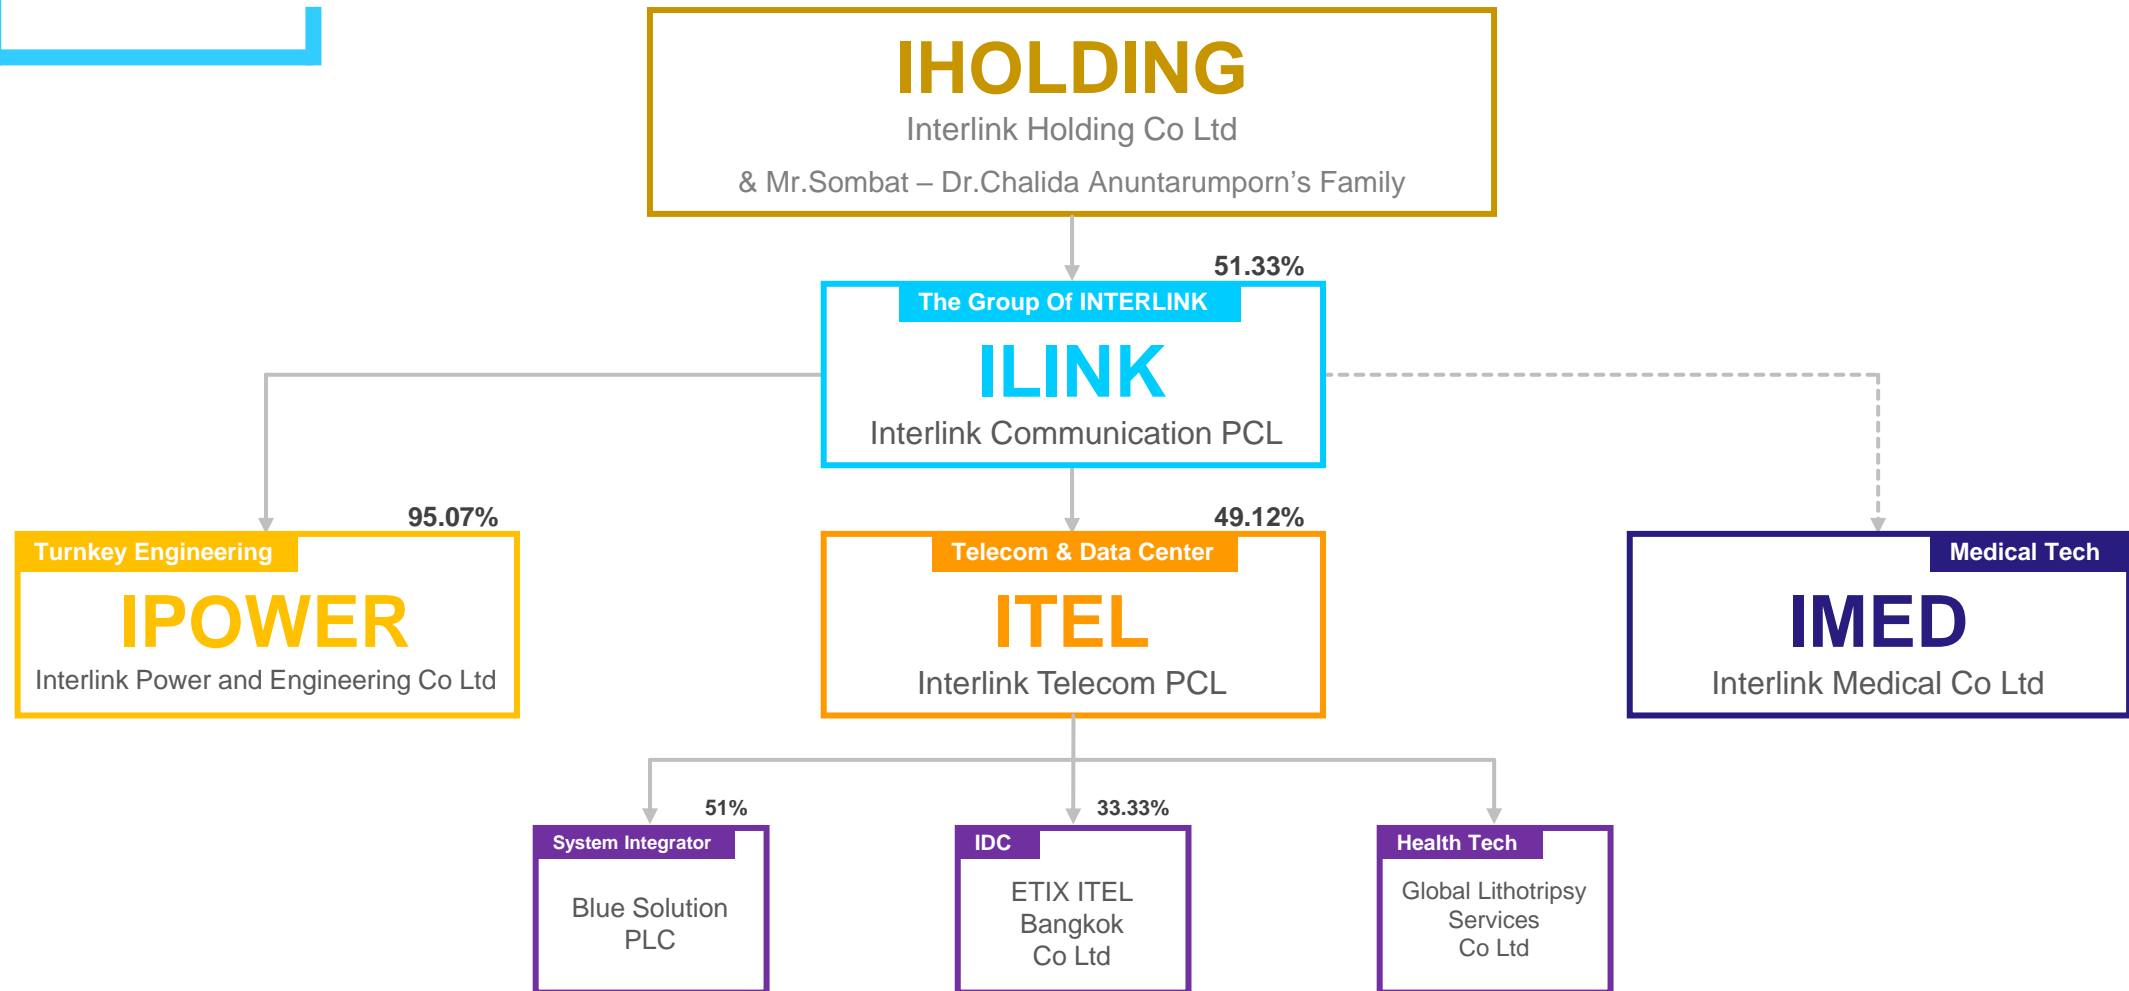 IHOLDING
Interlink Holding Co Ltd
& Mr.Sombat – Dr.Chalida Anuntarumporn’s Family
51.33%
The Group Of INTERLINK
ILINK
Interlink Communication PCL
95.07%
Turnkey Engineering
IPOWER
Interlink Power and Engineering Co Ltd
49.12%
Telecom & Data Center
ITEL
Interlink Telecom PCL
Medical Tech
IMED
Interlink Medical Co Ltd
51%
System Integrator
Blue Solution
PLC
33.33%
IDC
ETIX ITEL
Bangkok
Co Ltd
Health Tech
Global Lithotripsy
Services
Co Ltd